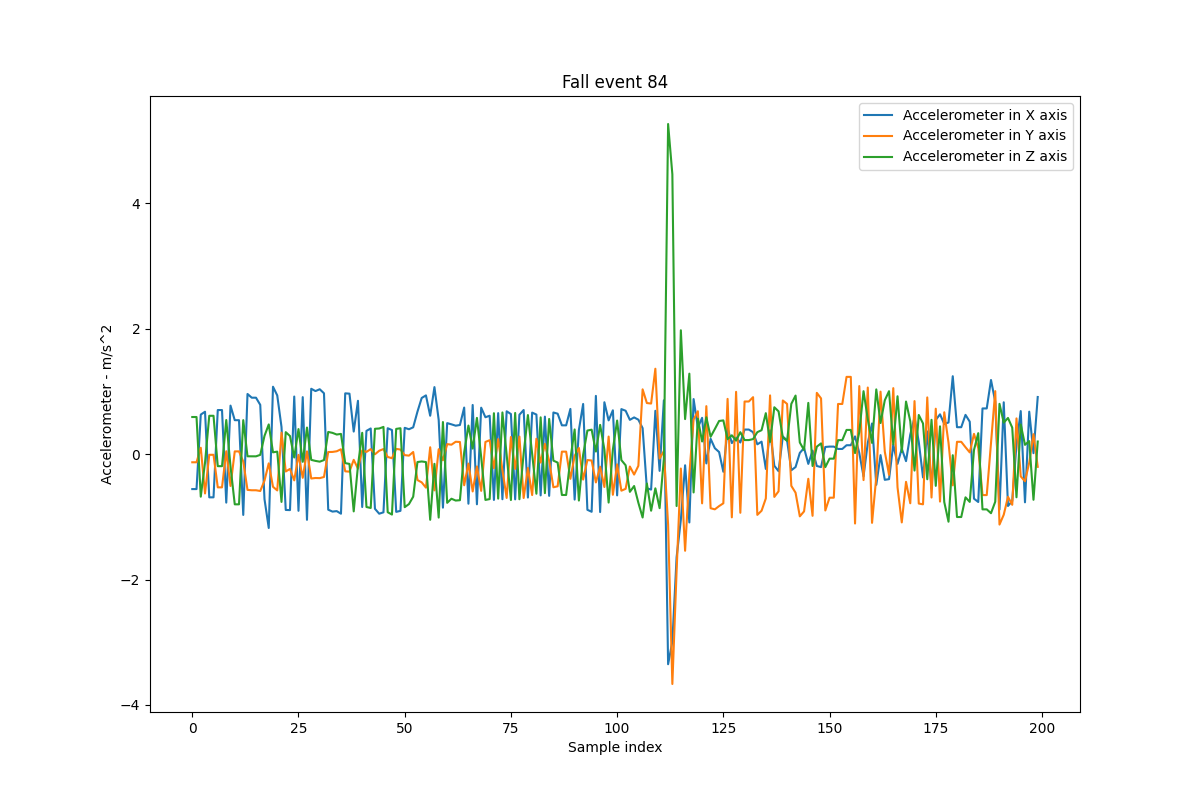 Fall event 84
Accelerometer in X axis
Accelerometer in Y axis
Accelerometer in Z axis
Accelerometer - m/s^2
4
2
0
−2
−4
0 25 50 75 100 125 150 175 200
Sample index